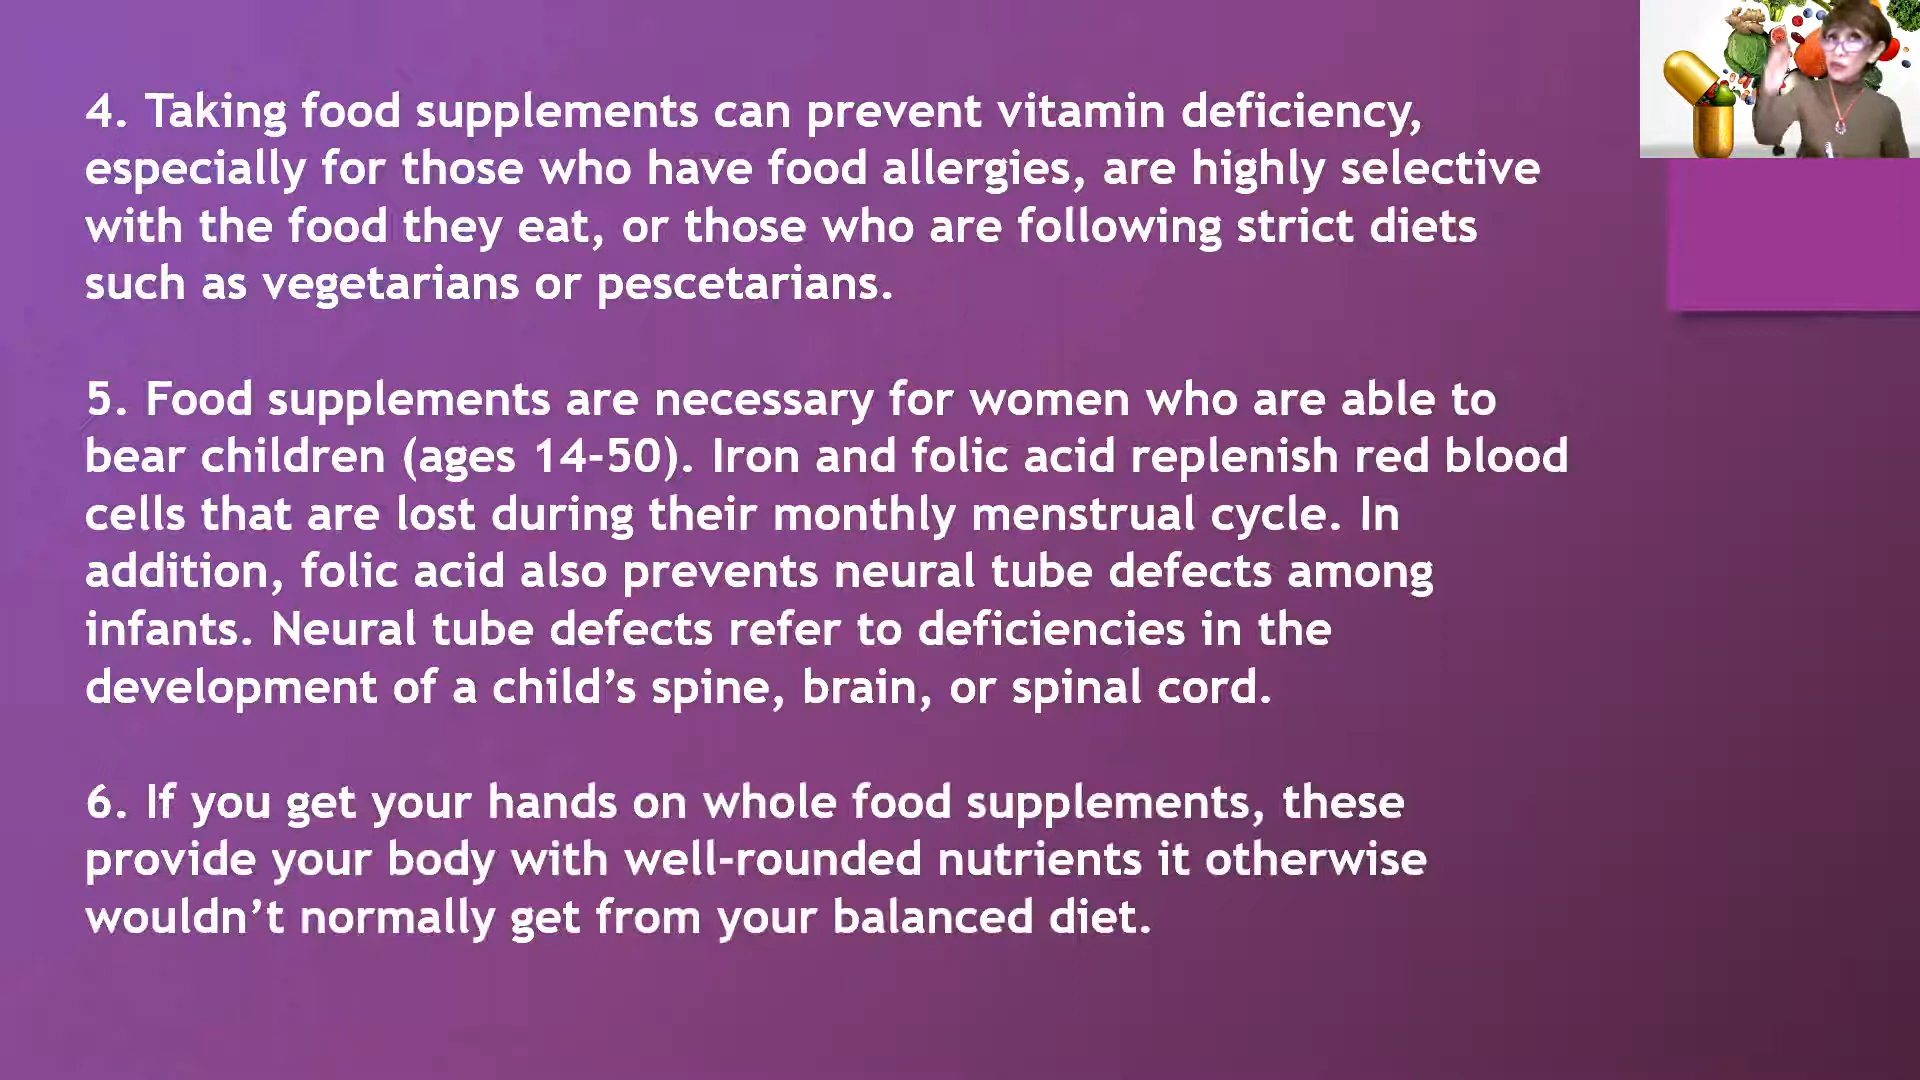 4. Taking food supplements can prevent vitamin deficiency,
especially for those who have food allergies, are highly selective
with the food they eat, or those who are following strict diets
such as vegetarians or pescetarians.
5. Food supplements are necessary for women who are able to
bear children (ages 14-50). Iron and folic acid replenish red blood
cells that are lost during their monthly menstrual cycle. In
addition, folic acid also prevents neural tube defects among
infants. Neural tube defects refer to deficiencies in the
development of a child’s spine, brain, or spinal cord.
6. If you get your hands on whole food supplements, these
provide your body with well-rounded nutrients it otherwise
wouldn’t normally get from your balanced diet.